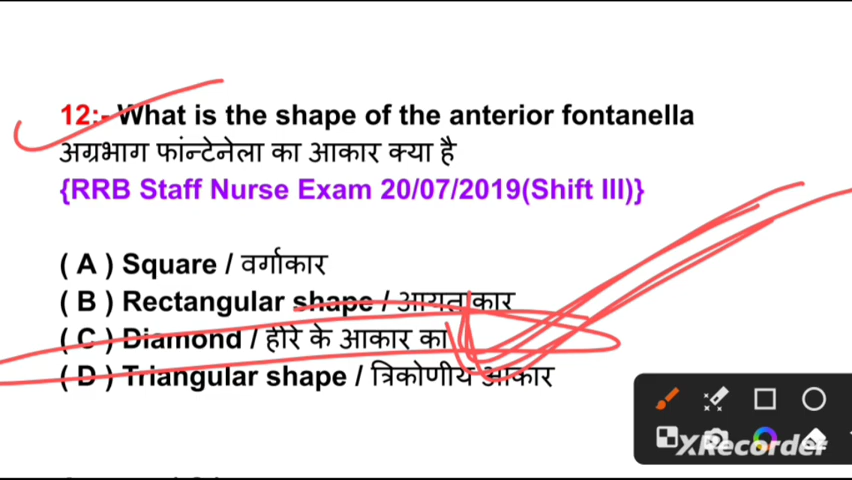 12:- What is the shape of the anterior fontanella
अग्रभाग फांन्टेनेला का आकार क्या है
{RRB Staff Nurse Exam 20/07/2019(Shift III)}
( A ) Square / वर्गाकार
( B ) Rectangular shape / आयताकार
( C ) Diamond / हीरे के आकार का
( D ) Triangular shape / त्रिकोणीय आकार
XRecorder